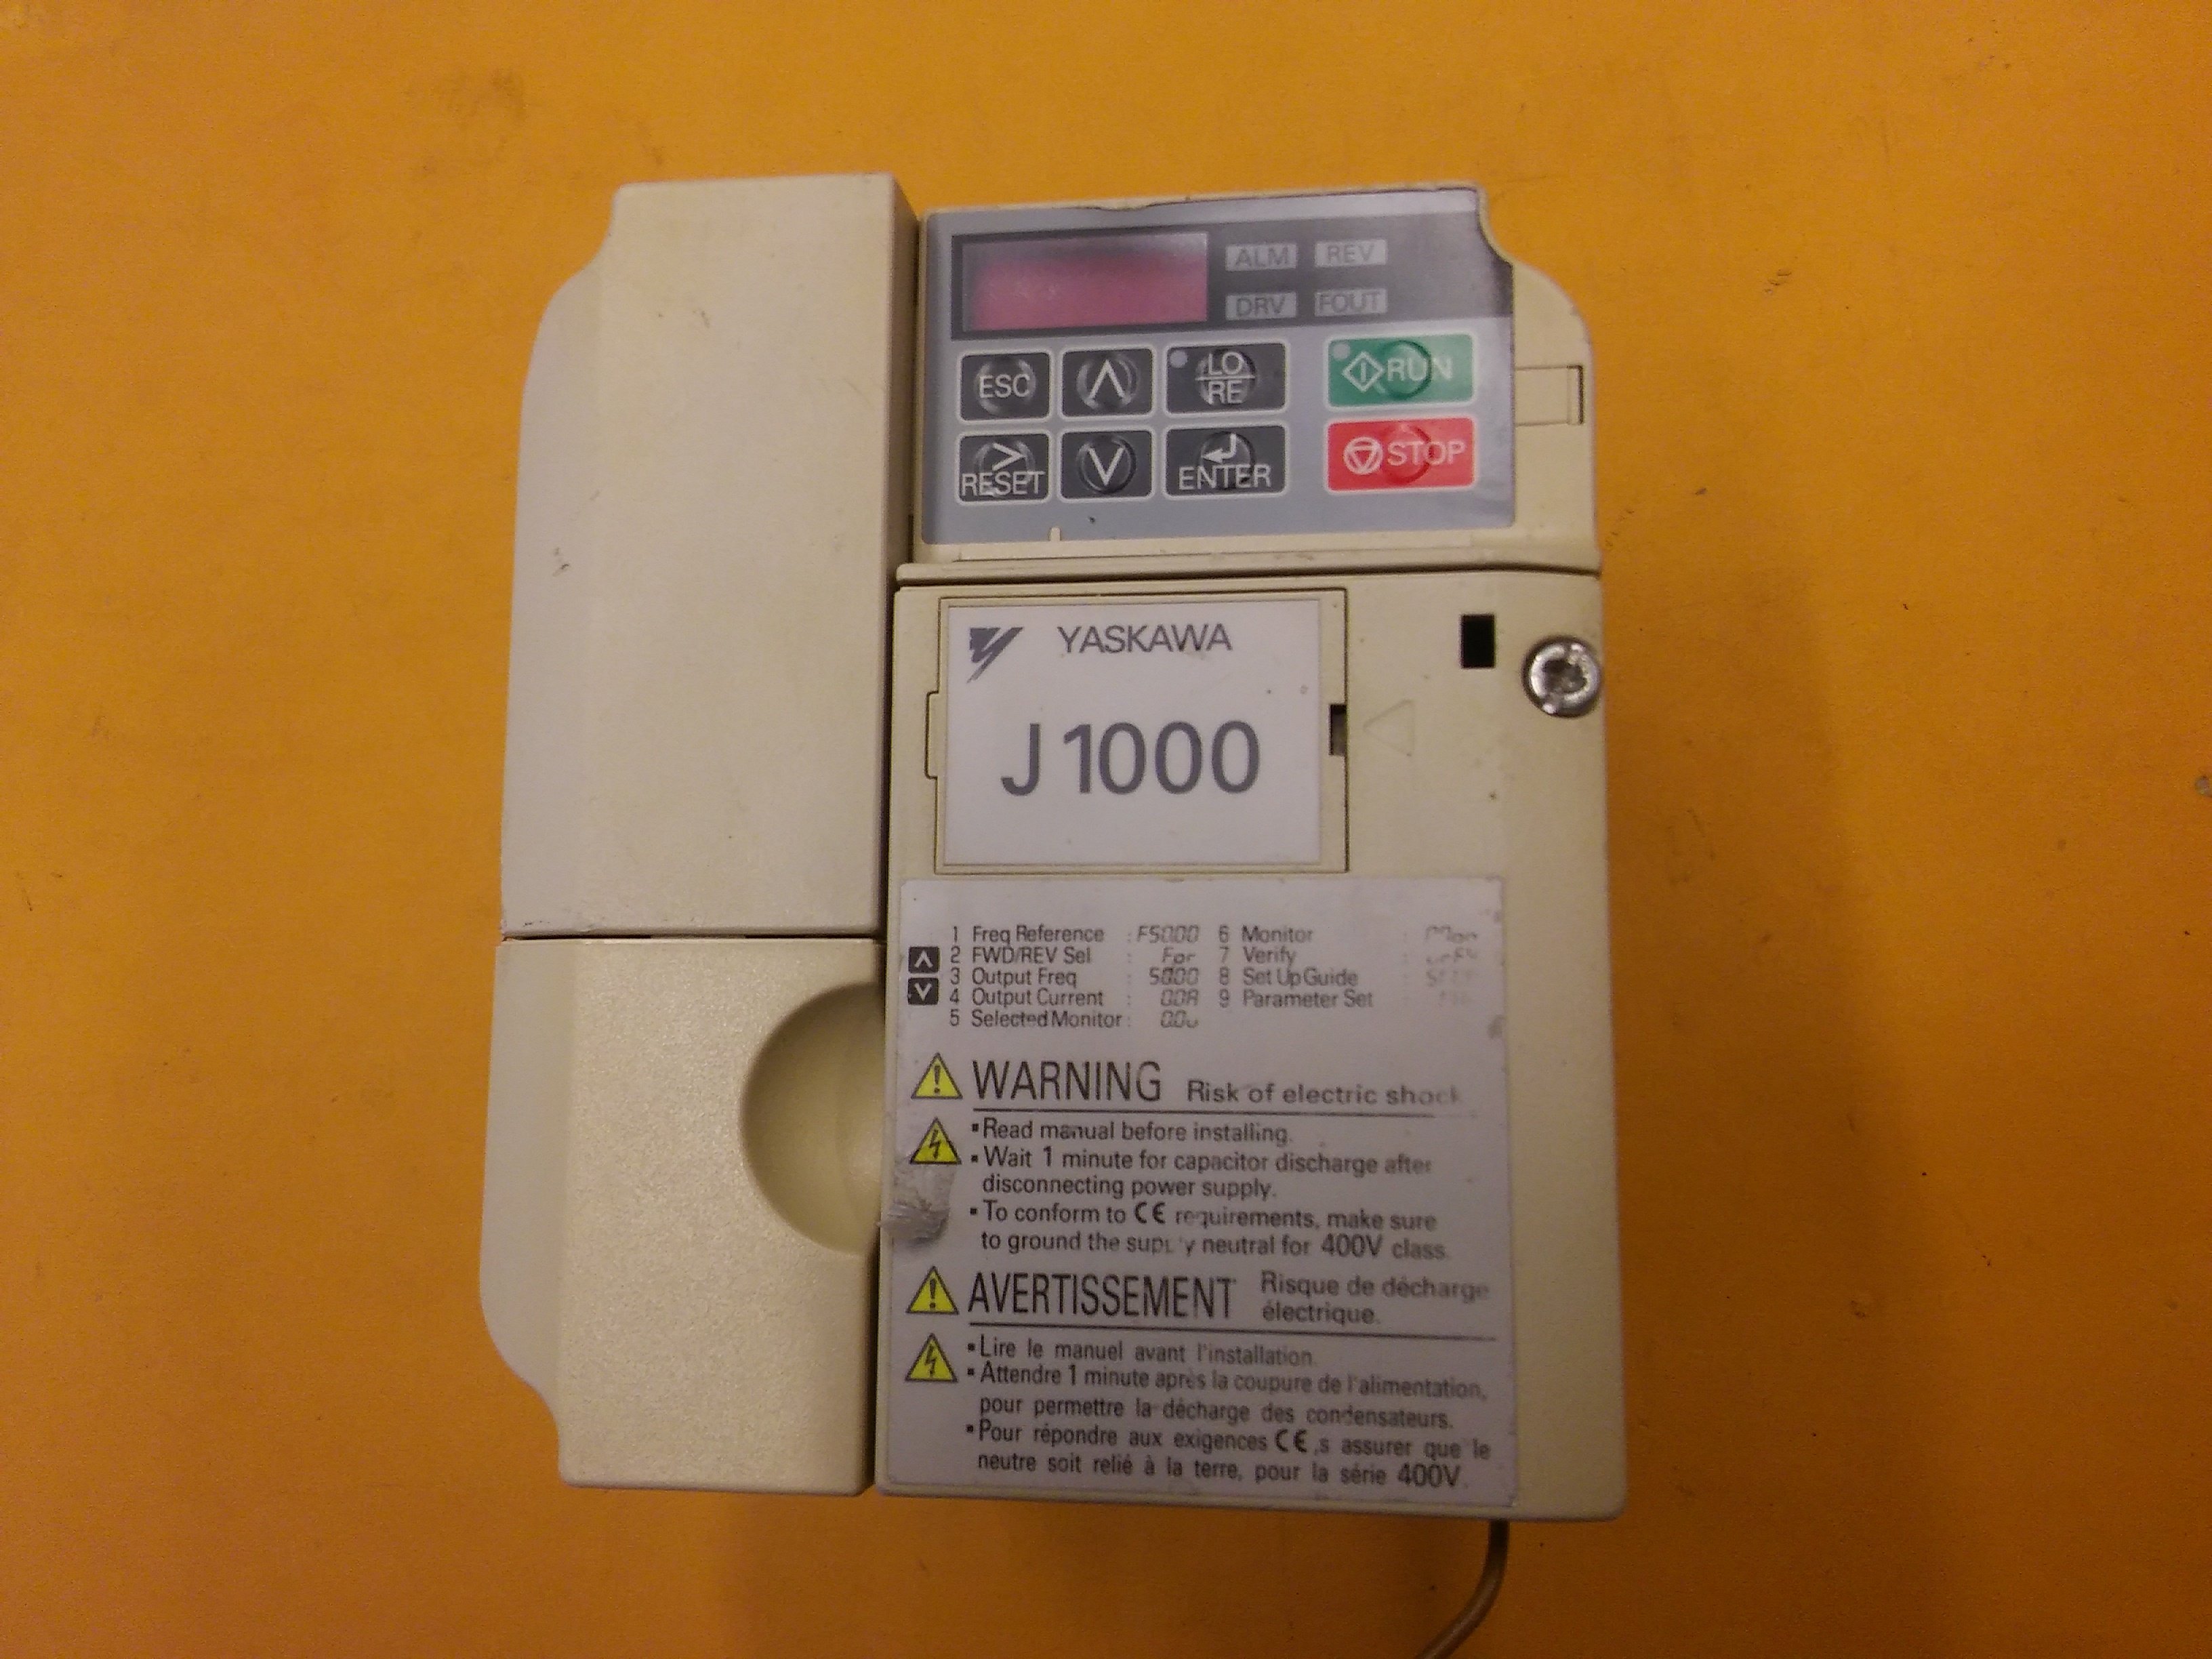 ALM REV
DRV FOUT
ESC ∧ LO/RE RUN
> RESET ∨ ENTER STOP
YASKAWA
J1000
1 Freq Reference : F50.00 6 Monitor :
2 FWD/REV Sel : For 7 Verify :
3 Output Freq : 50.00 8 Set Up Guide :
4 Output Current : 0.0A 9 Parameter Set :
5 Selected Monitor :
WARNING Risk of electric shock
▪Read manual before installing.
▪Wait 1 minute for capacitor discharge after
disconnecting power supply.
▪To conform to CE requirements, make sure
to ground the supply neutral for 400V class.
AVERTISSEMENT Risque de décharge
électrique.
▪Lire le manuel avant l'installation.
▪Attendre 1 minute après la coupure de l'alimentation,
pour permettre la décharge des condensateurs.
▪Pour répondre aux exigences CE,s assurer que le
neutre soit relié à la terre, pour la série 400V.